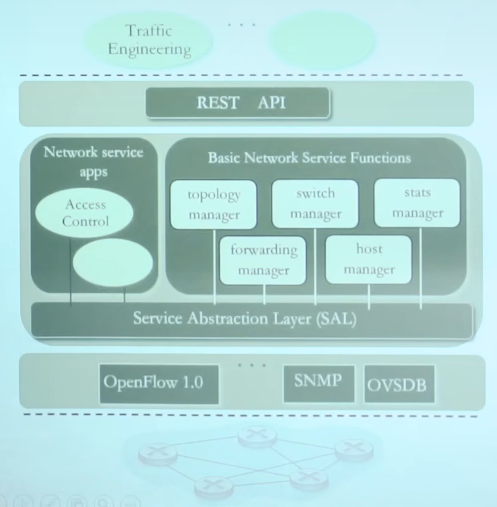 Traffic
Engineering
REST API
Network service
apps
Basic Network Service Functions
Access
Control
topology
manager
switch
manager
stats
manager
forwarding
manager
host
manager
Service Abstraction Layer (SAL)
OpenFlow 1.0
SNMP
OVSDB